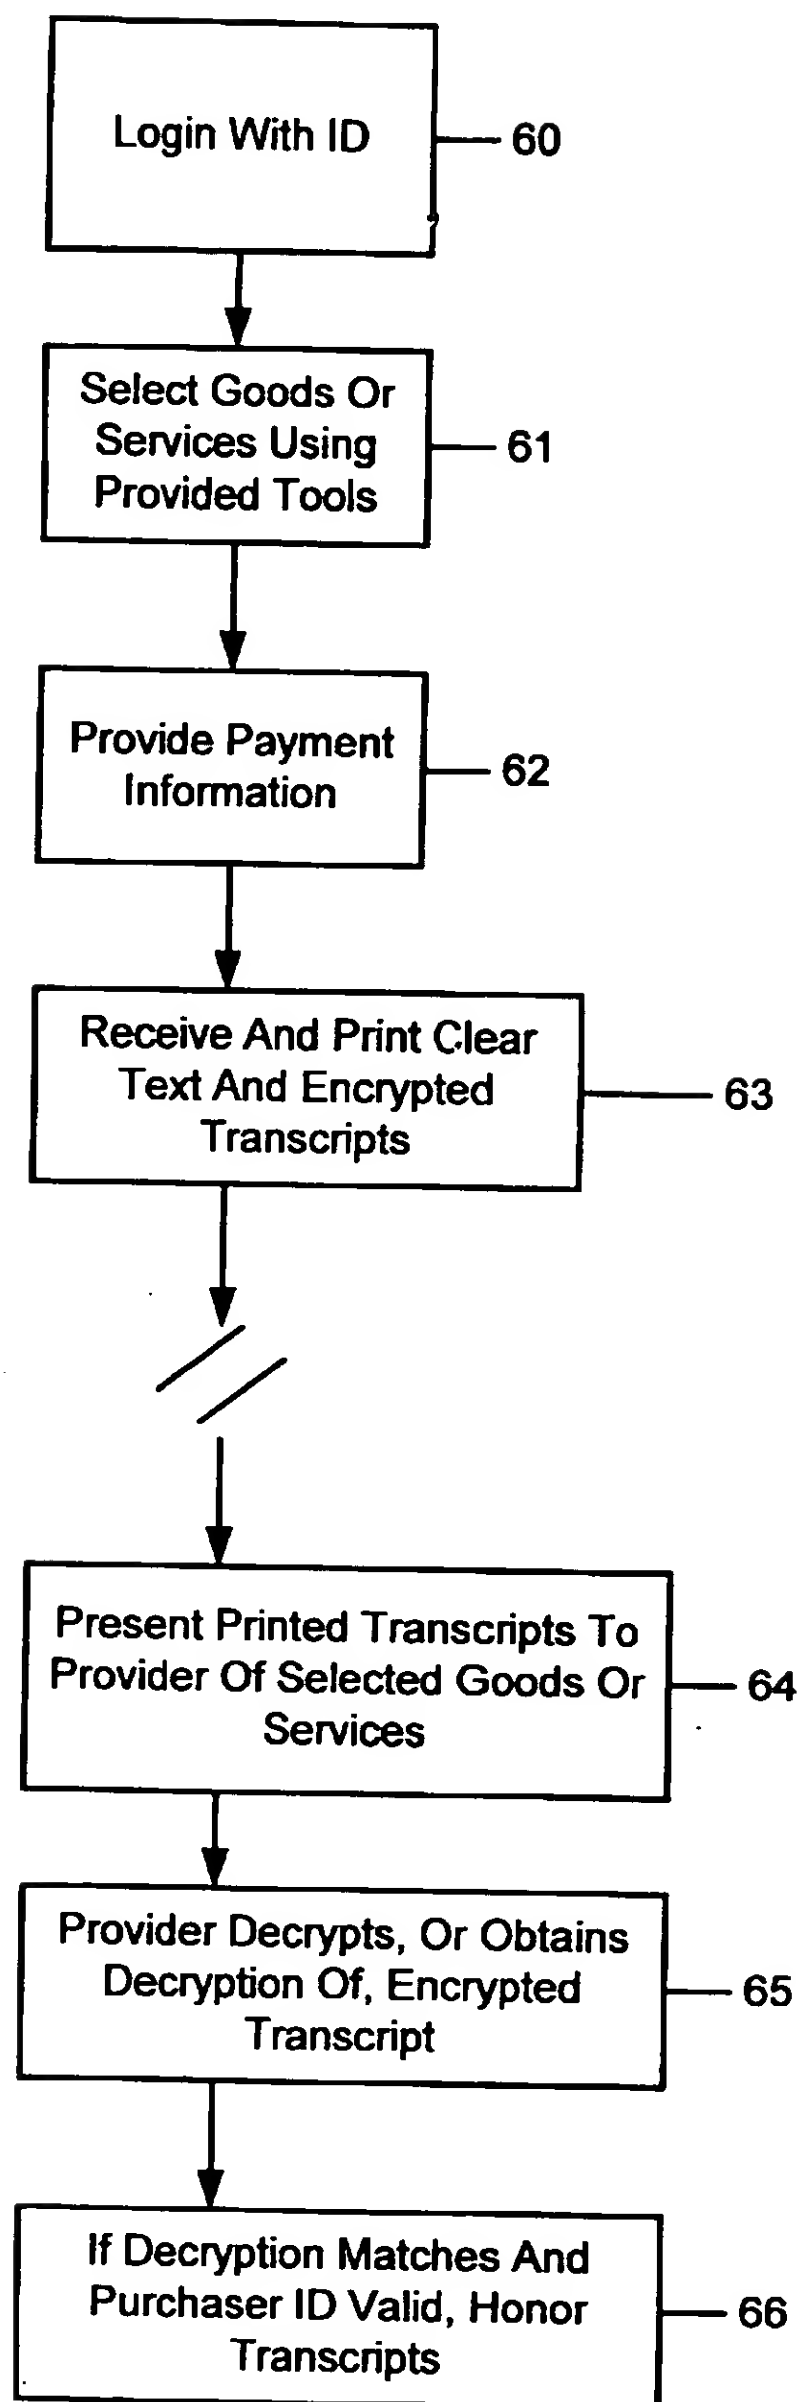 Login With ID
60
Select Goods Or
Services Using
Provided Tools
61
Provide Payment
Information
62
Receive And Print Clear
Text And Encrypted
Transcripts
63
Present Printed Transcripts To
Provider Of Selected Goods Or
Services
64
Provider Decrypts, Or Obtains
Decryption Of, Encrypted
Transcript
65
If Decryption Matches And
Purchaser ID Valid, Honor
Transcripts
66